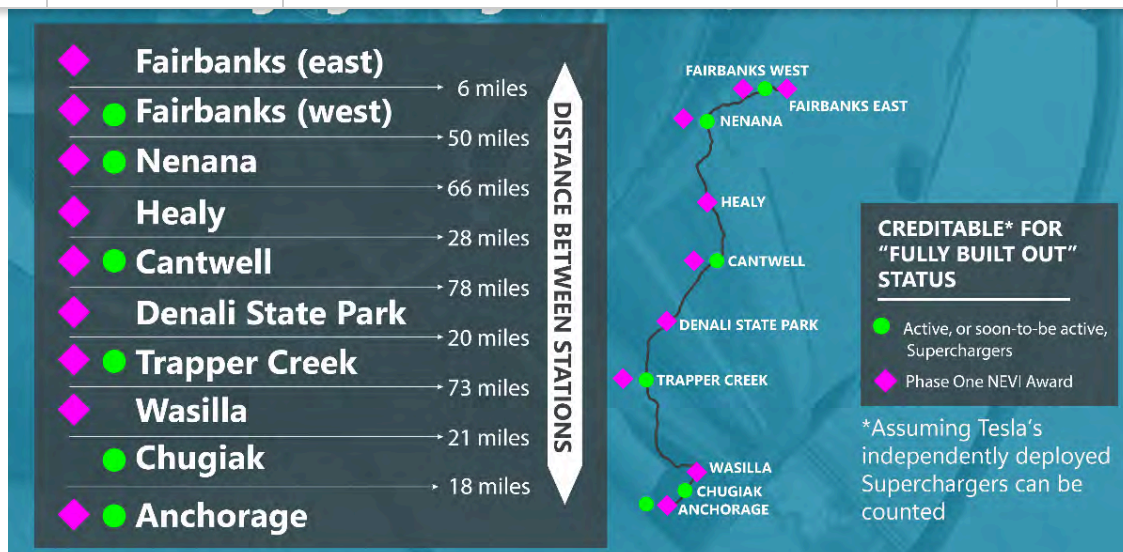 Fairbanks (east)
6 miles
Fairbanks (west)
50 miles
Nenana
66 miles
Healy
28 miles
Cantwell
78 miles
Denali State Park
20 miles
Trapper Creek
73 miles
Wasilla
21 miles
Chugiak
18 miles
Anchorage
DISTANCE BETWEEN STATIONS
FAIRBANKS WEST
FAIRBANKS EAST
NENANA
HEALY
CANTWELL
DENALI STATE PARK
TRAPPER CREEK
WASILLA
CHUGIAK
ANCHORAGE
CREDITABLE* FOR
“FULLY BUILT OUT”
STATUS
Active, or soon-to-be active,
Superchargers
Phase One NEVI Award
*Assuming Tesla’s
independently deployed
Superchargers can be
counted